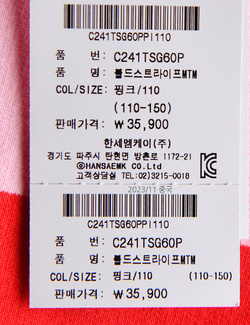 C241TSG60PPI110
품 번: C241TSG60P
품 명: 볼드스트라이프MTM
COL/SIZE: 핑크/110
(110-150)
판매가격: ₩ 35,900
한세엠케이(주)
경기도 파주시 탄현면 방촌로 1172-21
®HANSAEMK CO.Ltd
고객상담실 TEL:02)3215-0018
2023/11 중국
C241TSG60PPI110
품 번: C241TSG60P
품 명: 볼드스트라이프MTM
COL/SIZE: 핑크/110 (110-150)
판매가격: ₩ 35,900